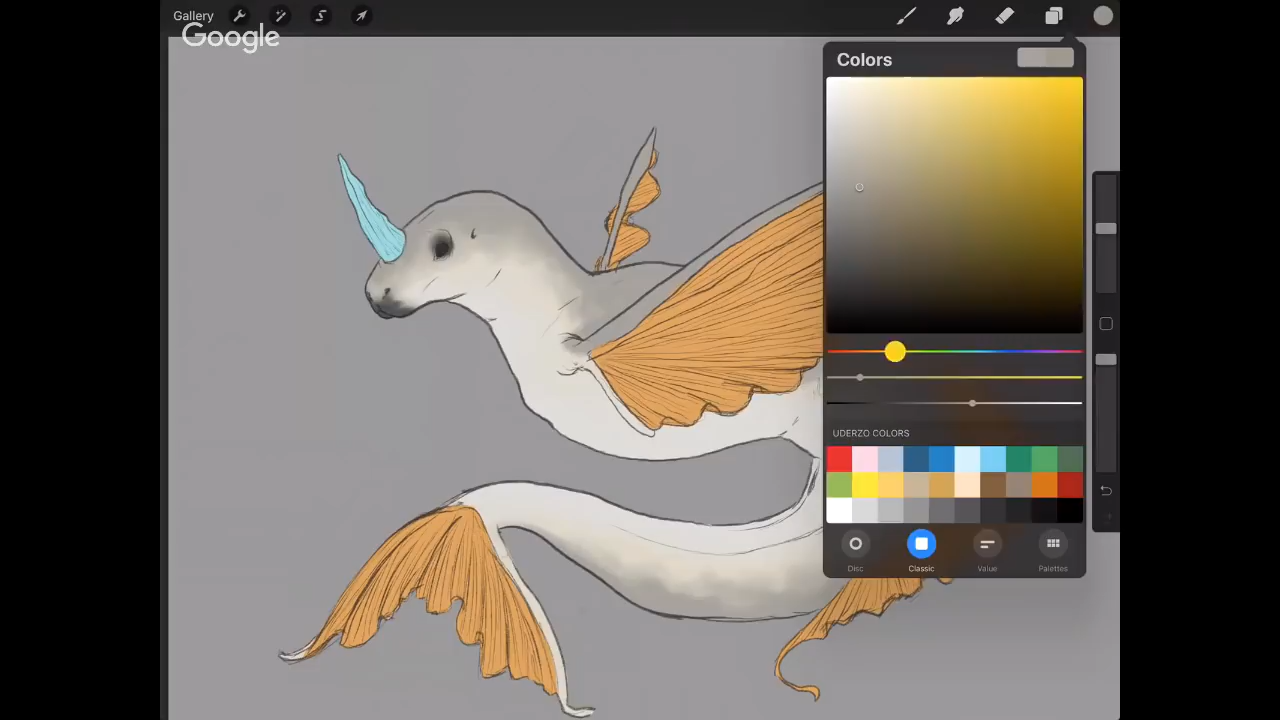 Gallery
Google
Colors
UDERZO COLORS
Disc
Classic
Value
Palettes